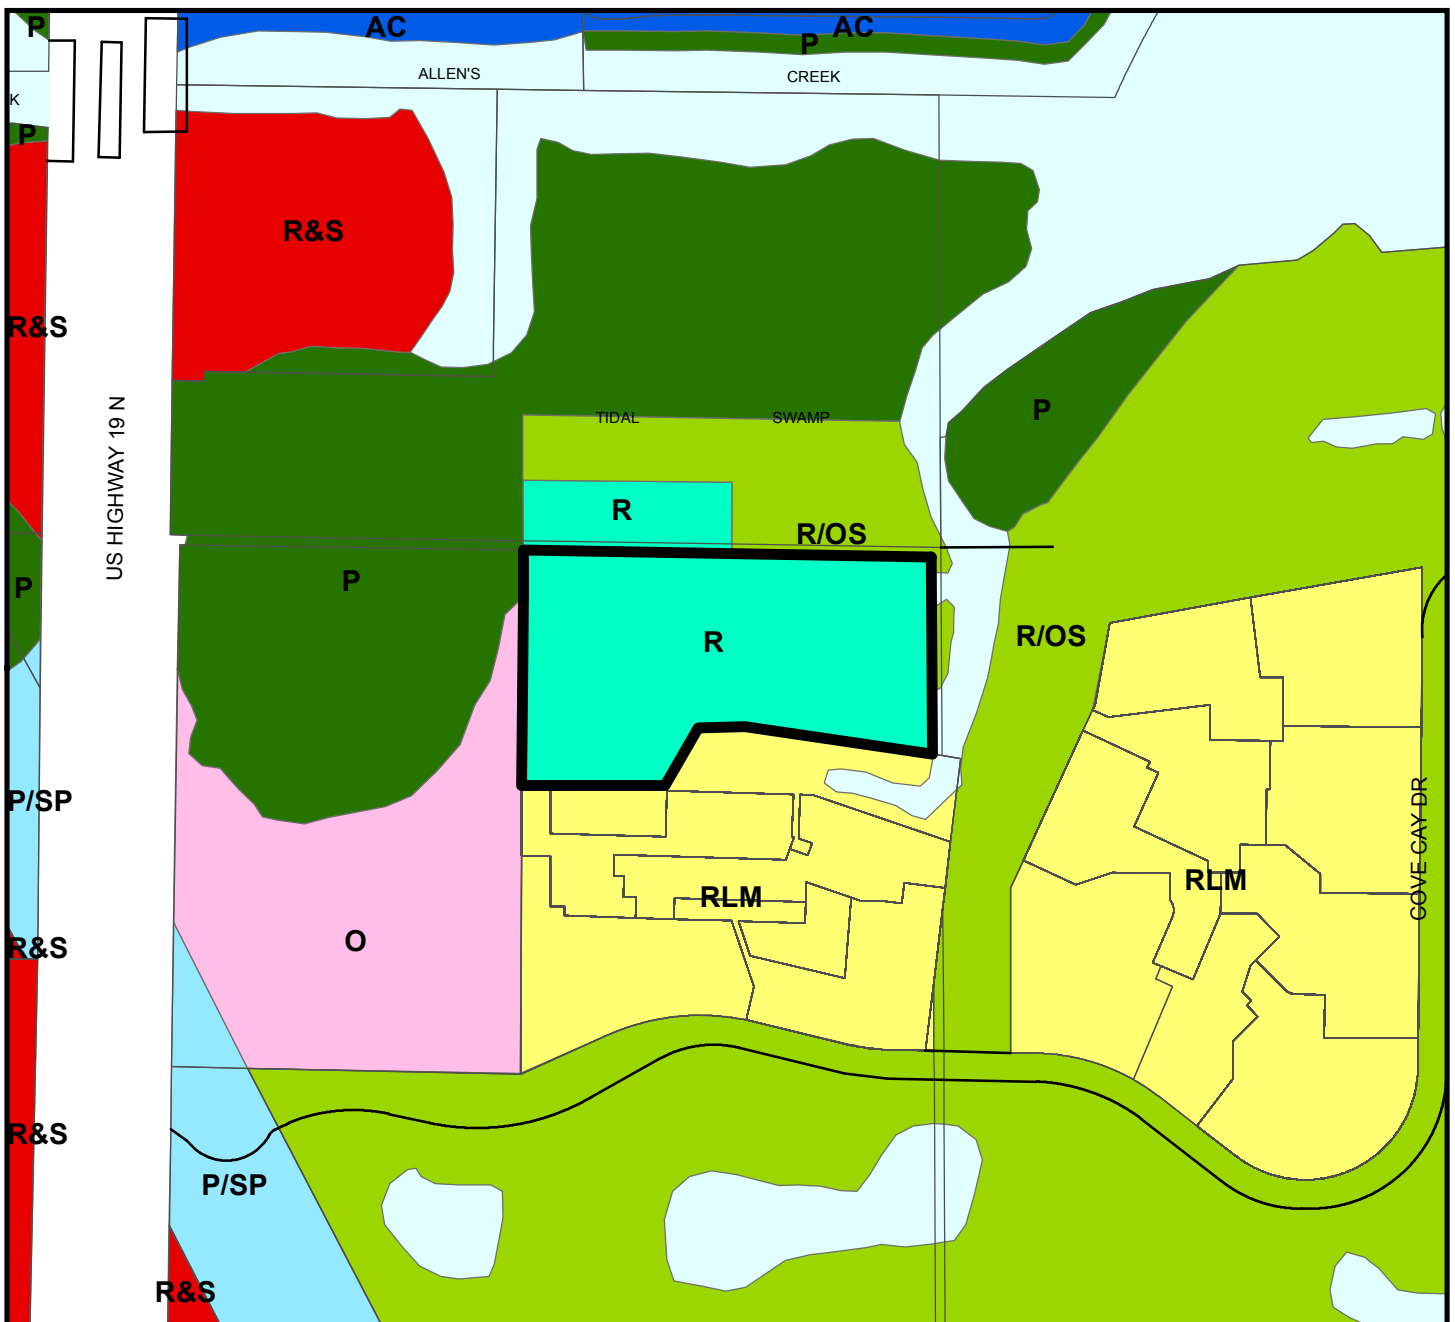 P
AC
AC
P
ALLEN'S
CREEK
K
P
R&S
R&S
US HIGHWAY 19 N
TIDAL
SWAMP
P
R
R/OS
P
P
R
R/OS
P/SP
COVE CAY DR
RLM
RLM
O
R&S
R&S
P/SP
R&S